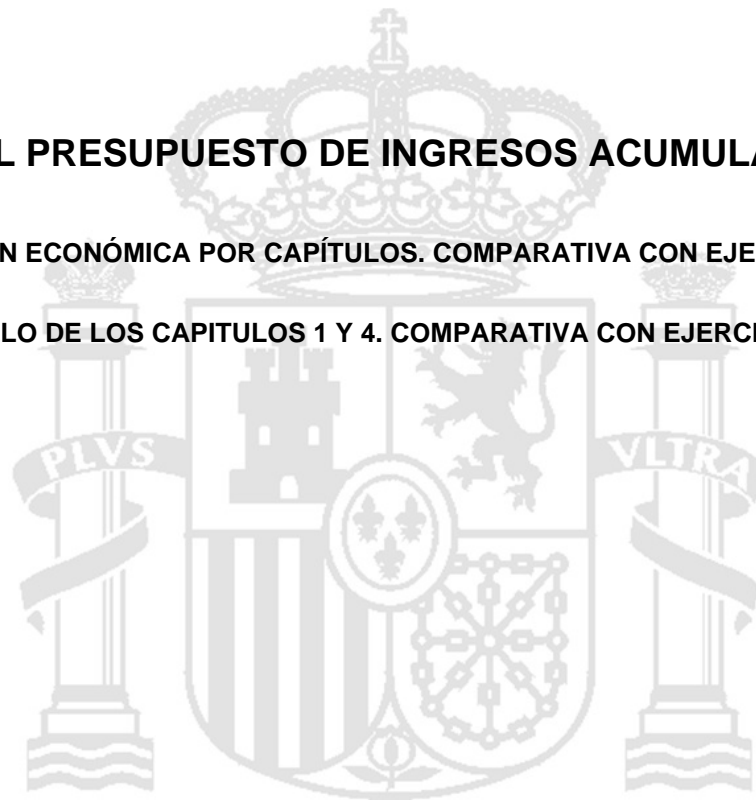 L PRESUPUESTO DE INGRESOS ACUMULA
N ECONÓMICA POR CAPÍTULOS. COMPARATIVA CON EJE
LO DE LOS CAPITULOS 1 Y 4. COMPARATIVA CON EJERCI
PLVS VLTRA